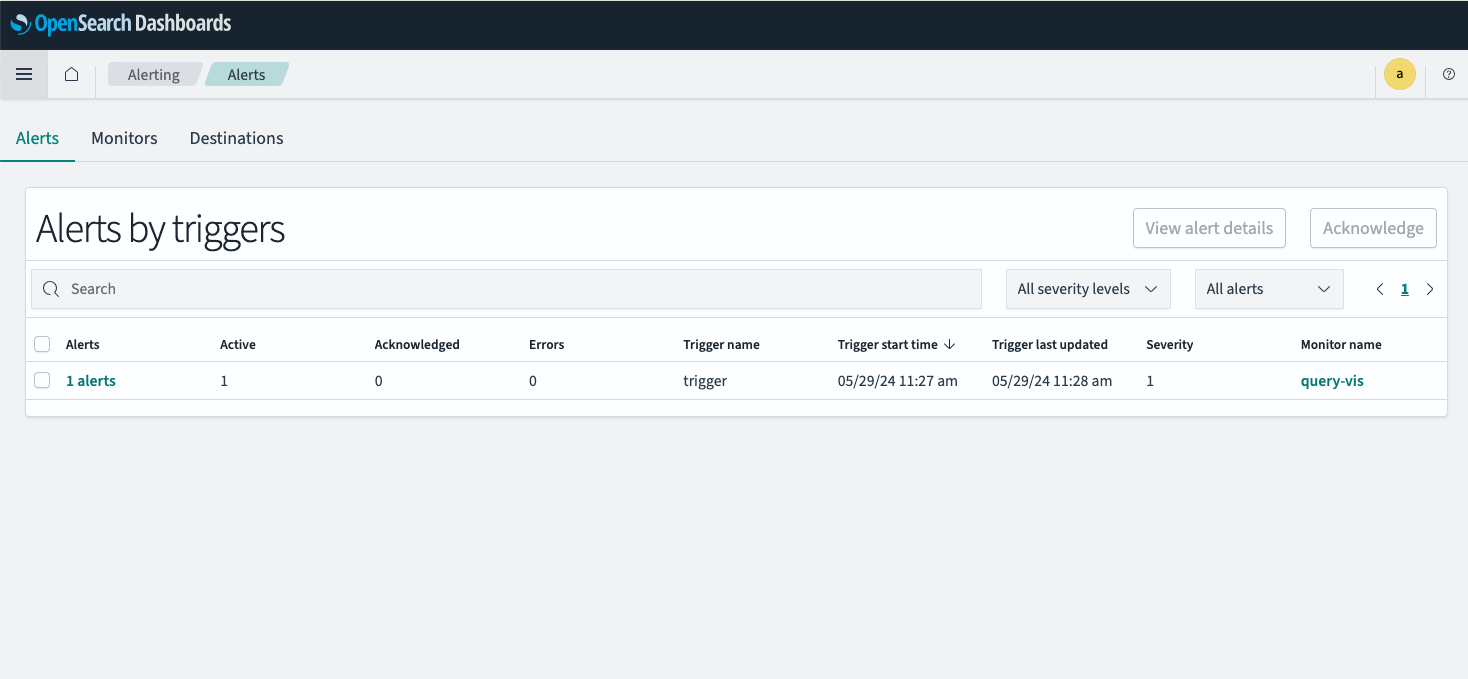 OpenSearch Dashboards
Alerting Alerts a ?
Alerts Monitors Destinations
Alerts by triggers View alert details Acknowledge
Search All severity levels All alerts 1
Alerts Active Acknowledged Errors Trigger name Trigger start time Trigger last updated Severity Monitor name
1 alerts 1 0 0 trigger 05/29/24 11:27 am 05/29/24 11:28 am 1 query-vis